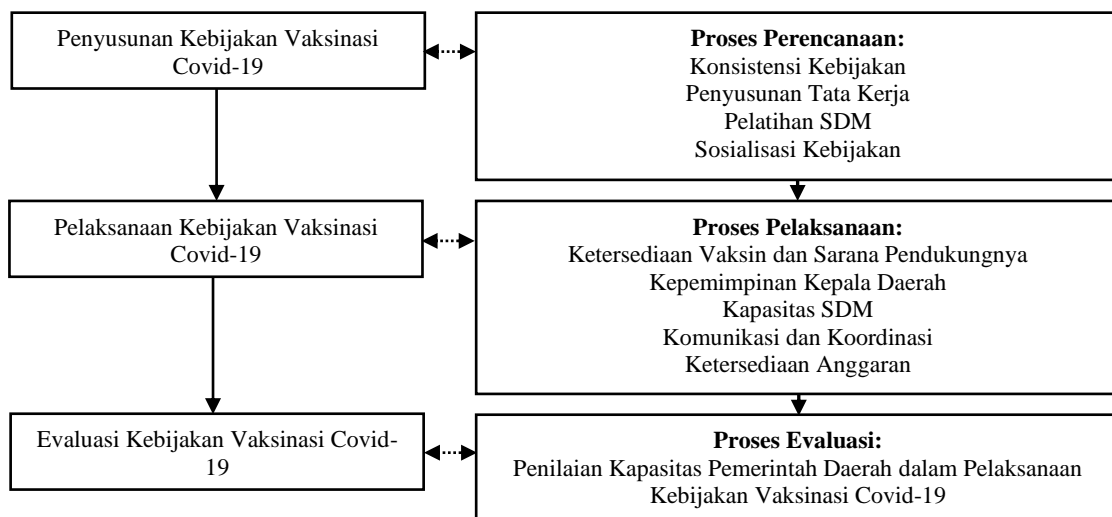 Penyusunan Kebijakan Vaksinasi
Covid-19
Proses Perencanaan:
Konsistensi Kebijakan
Penyusunan Tata Kerja
Pelatihan SDM
Sosialisasi Kebijakan
Pelaksanaan Kebijakan Vaksinasi
Covid-19
Proses Pelaksanaan:
Ketersediaan Vaksin dan Sarana Pendukungnya
Kepemimpinan Kepala Daerah
Kapasitas SDM
Komunikasi dan Koordinasi
Ketersediaan Anggaran
Evaluasi Kebijakan Vaksinasi Covid-
19
Proses Evaluasi:
Penilaian Kapasitas Pemerintah Daerah dalam Pelaksanaan
Kebijakan Vaksinasi Covid-19